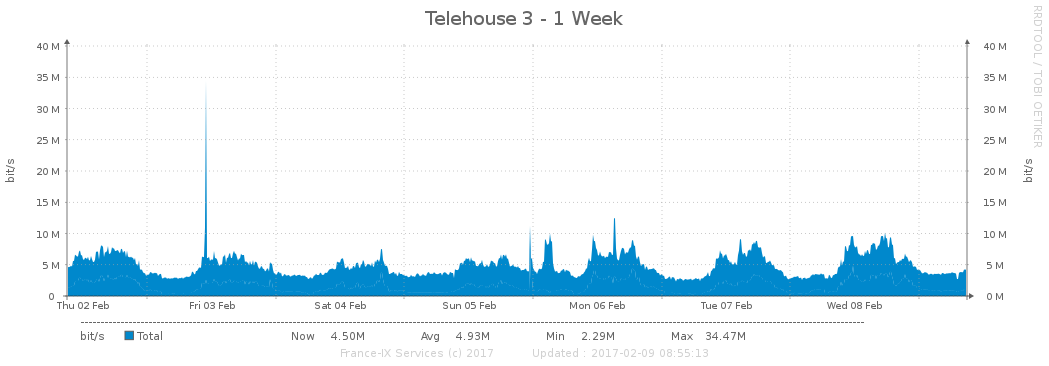 Telehouse 3 - 1 Week
RRDTOOL / TOBI OETIKER
bit/s
bit/s
40 M 40 M
35 M 35 M
30 M 30 M
25 M 25 M
20 M 20 M
15 M 15 M
10 M 10 M
5 M 5 M
0 0 M
Thu 02 Feb Fri 03 Feb Sat 04 Feb Sun 05 Feb Mon 06 Feb Tue 07 Feb Wed 08 Feb
bit/s Total Now 4.50M Avg 4.93M Min 2.29M Max 34.47M
France-IX Services (c) 2017 Updated : 2017-02-09 08:55:13